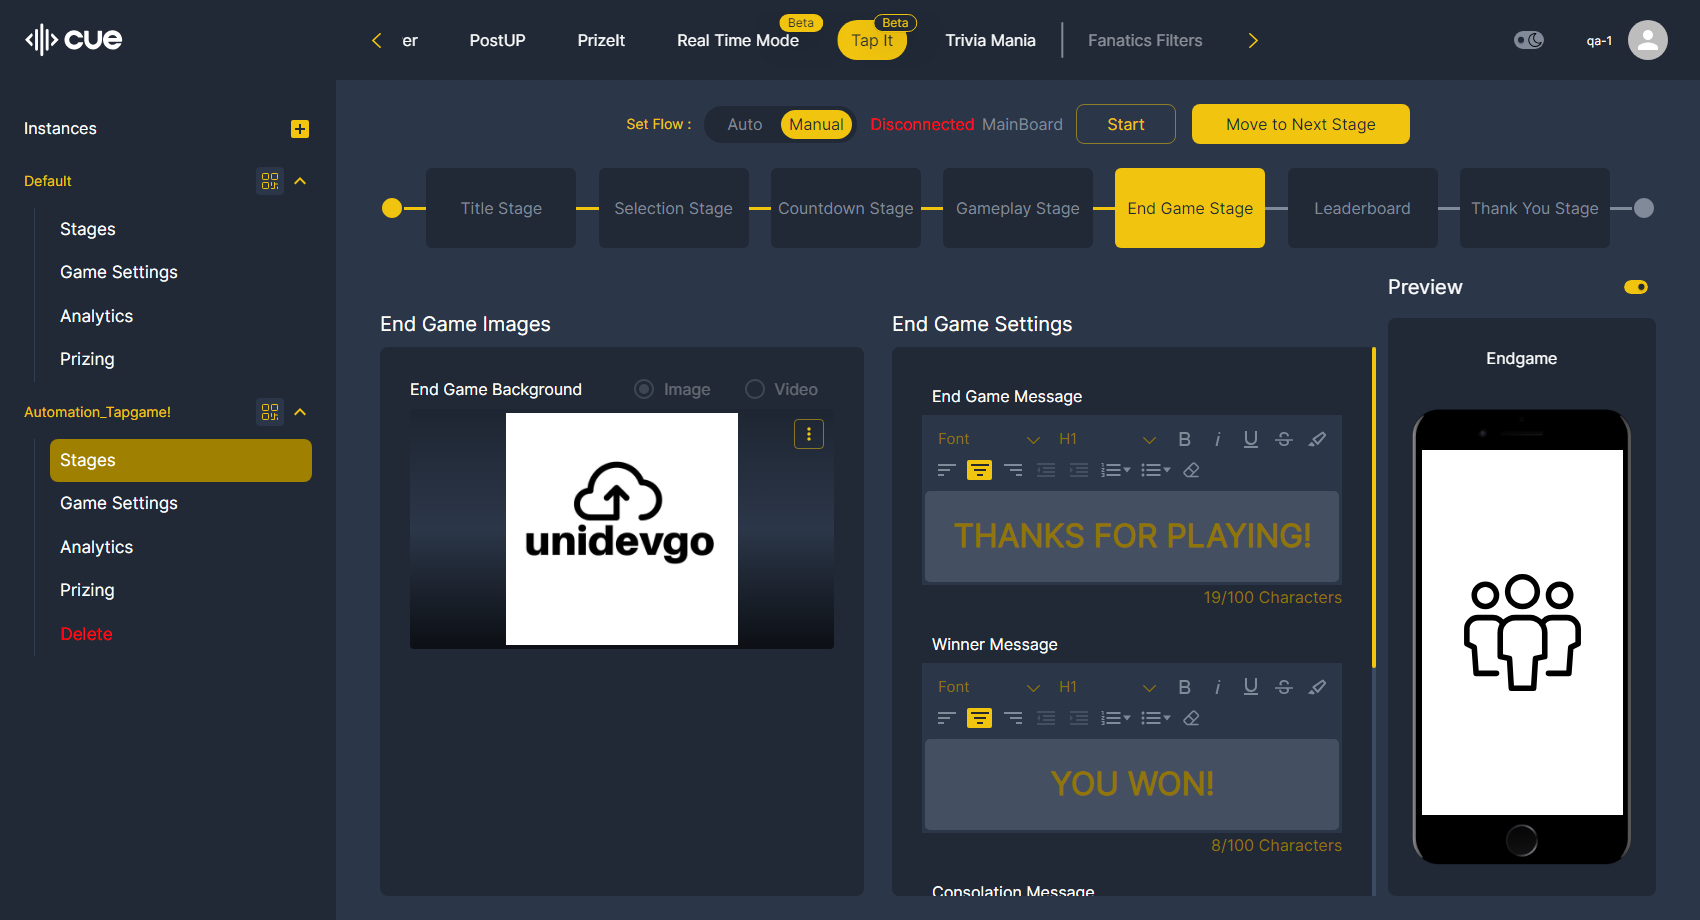 cue
er
PostUP
PrizeIt
Real Time Mode
Beta
Tap It
Beta
Trivia Mania
Fanatics Filters
qa-1
Instances
Default
Stages
Game Settings
Analytics
Prizing
Automation_Tapgame!
Stages
Game Settings
Analytics
Prizing
Delete
Set Flow :
Auto
Manual
Disconnected MainBoard
Start
Move to Next Stage
Title Stage
Selection Stage
Countdown Stage
Gameplay Stage
End Game Stage
Leaderboard
Thank You Stage
End Game Images
End Game Background
Image
Video
unidevgo
End Game Settings
End Game Message
Font
H1
B i U S
THANKS FOR PLAYING!
19/100 Characters
Winner Message
Font
H1
B i U S
YOU WON!
8/100 Characters
Consolation Message
Preview
Endgame